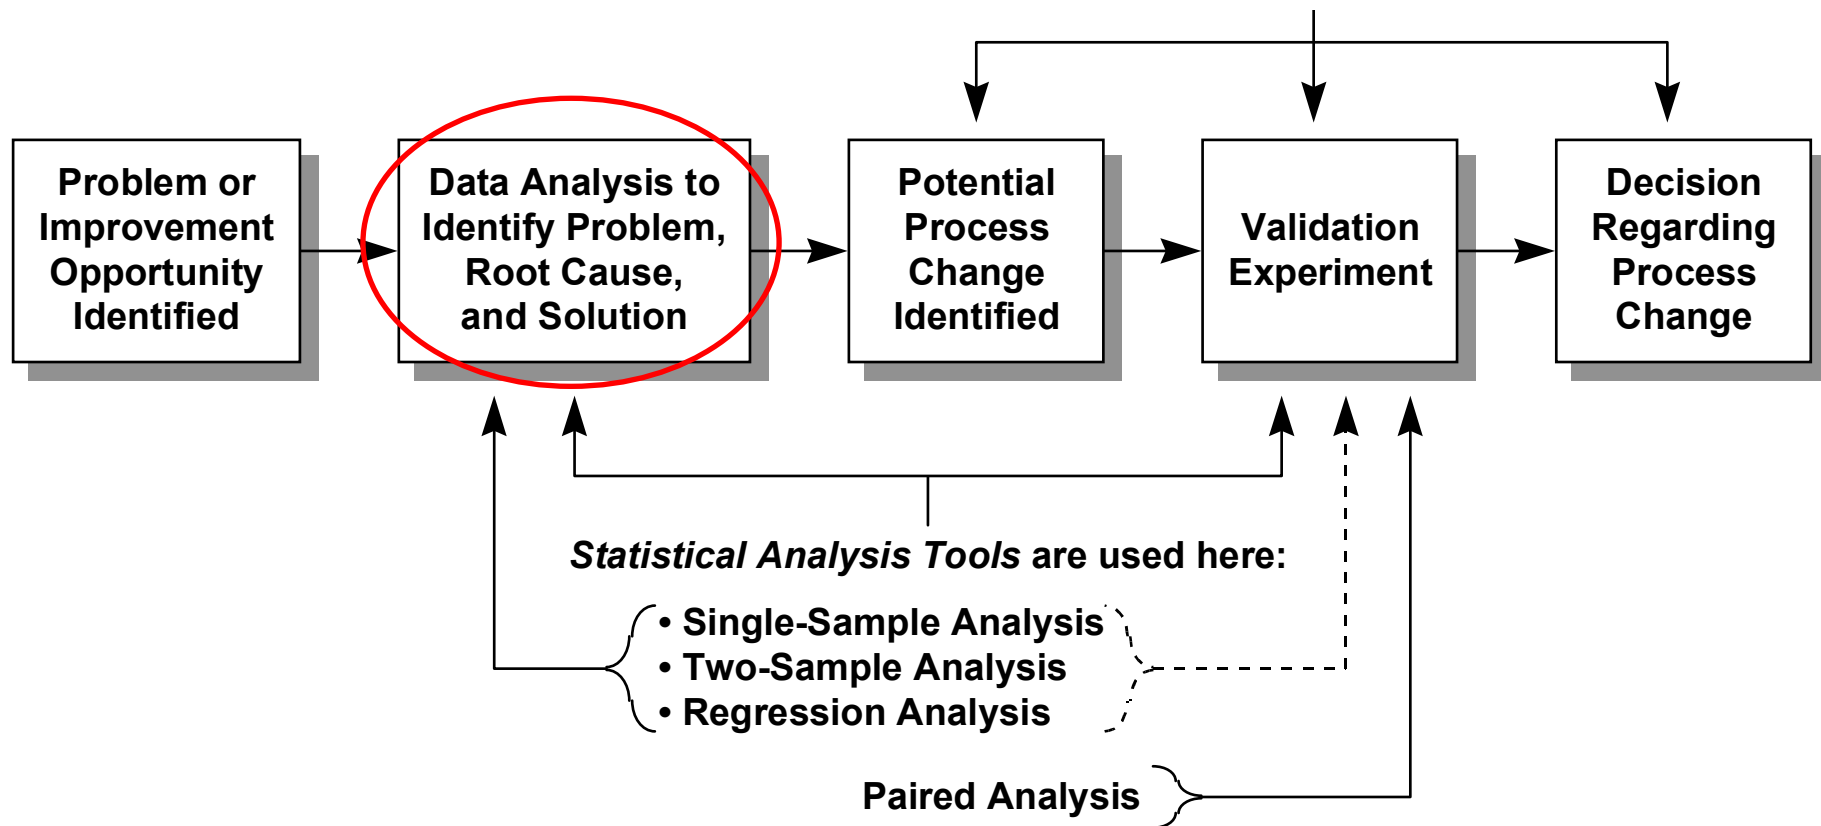 Problem or
Improvement
Opportunity
Identified
Data Analysis to
Identify Problem,
Root Cause,
and Solution
Potential
Process
Change
Identified
Validation
Experiment
Decision
Regarding
Process
Change
Statistical Analysis Tools are used here:
• Single-Sample Analysis
• Two-Sample Analysis
• Regression Analysis
Paired Analysis